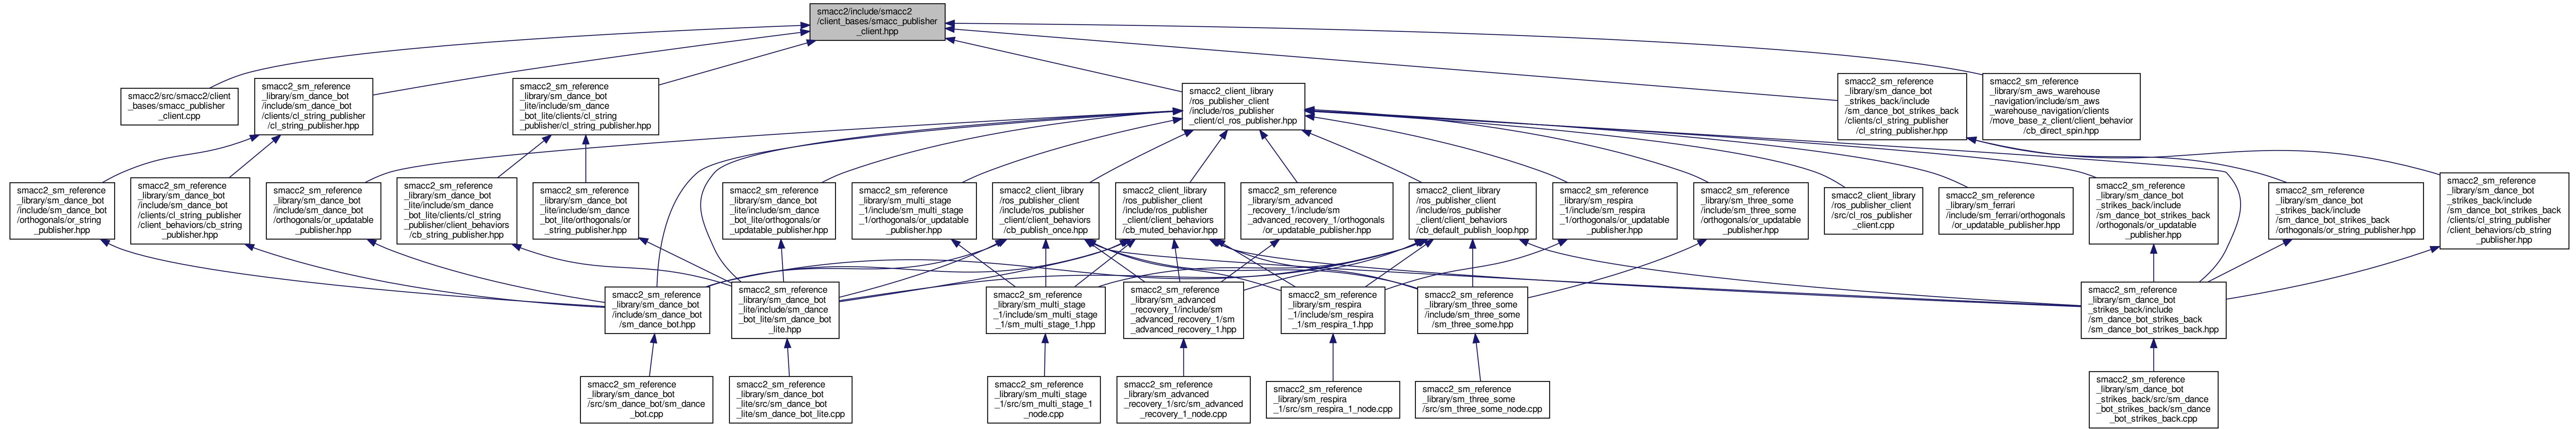 smacc2/include/smacc2
/client_bases/smacc_publisher
_client.hpp
smacc2/src/smacc2/client
_bases/smacc_publisher
_client.cpp
smacc2_sm_reference
_library/sm_dance_bot
/include/sm_dance_bot
/clients/cl_string_publisher
/cl_string_publisher.hpp
smacc2_sm_reference
_library/sm_dance_bot
_lite/include/sm_dance
_bot_lite/clients/cl_string
_publisher/cl_string_publisher.hpp
smacc2_client_library
/ros_publisher_client
/include/ros_publisher
_client/cl_ros_publisher.hpp
smacc2_sm_reference
_library/sm_dance_bot
_strikes_back/include
/sm_dance_bot_strikes_back
/clients/cl_string_publisher
/cl_string_publisher.hpp
smacc2_sm_reference
_library/sm_aws_warehouse
_navigation/include/sm_aws
_warehouse_navigation/clients
/move_base_z_client/client_behavior
/cb_direct_spin.hpp
smacc2_sm_reference
_library/sm_dance_bot
/include/sm_dance_bot
/orthogonals/or_string
_publisher.hpp
smacc2_sm_reference
_library/sm_dance_bot
/include/sm_dance_bot
/clients/cl_string_publisher
/client_behaviors/cb_string
_publisher.hpp
smacc2_sm_reference
_library/sm_dance_bot
/include/sm_dance_bot
/orthogonals/or_updatable
_publisher.hpp
smacc2_sm_reference
_library/sm_dance_bot
_lite/include/sm_dance
_bot_lite/clients/cl_string
_publisher/client_behaviors
/cb_string_publisher.hpp
smacc2_sm_reference
_library/sm_dance_bot
_lite/include/sm_dance
_bot_lite/orthogonals/or
_string_publisher.hpp
smacc2_sm_reference
_library/sm_dance_bot
_lite/include/sm_dance
_bot_lite/orthogonals/or
_updatable_publisher.hpp
smacc2_sm_reference
_library/sm_multi_stage
_1/include/sm_multi_stage
_1/orthogonals/or_updatable
_publisher.hpp
smacc2_client_library
/ros_publisher_client
/include/ros_publisher
_client/client_behaviors
/cb_publish_once.hpp
smacc2_client_library
/ros_publisher_client
/include/ros_publisher
_client/client_behaviors
/cb_muted_behavior.hpp
smacc2_sm_reference
_library/sm_advanced
_recovery_1/include/sm
_advanced_recovery_1/orthogonals
/or_updatable_publisher.hpp
smacc2_client_library
/ros_publisher_client
/include/ros_publisher
_client/client_behaviors
/cb_default_publish_loop.hpp
smacc2_sm_reference
_library/sm_respira
_1/include/sm_respira
_1/orthogonals/or_updatable
_publisher.hpp
smacc2_sm_reference
_library/sm_three_some
/include/sm_three_some
/orthogonals/or_updatable
_publisher.hpp
smacc2_client_library
/ros_publisher_client
/src/cl_ros_publisher
_client.cpp
smacc2_sm_reference
_library/sm_ferrari
/include/sm_ferrari/orthogonals
/or_updatable_publisher.hpp
smacc2_sm_reference
_library/sm_dance_bot
_strikes_back/include
/sm_dance_bot_strikes_back
/orthogonals/or_updatable
_publisher.hpp
smacc2_sm_reference
_library/sm_dance_bot
_strikes_back/include
/sm_dance_bot_strikes_back
/orthogonals/or_string_publisher.hpp
smacc2_sm_reference
_library/sm_dance_bot
_strikes_back/include
/sm_dance_bot_strikes_back
/clients/cl_string_publisher
/client_behaviors/cb_string
_publisher.hpp
smacc2_sm_reference
_library/sm_dance_bot
/include/sm_dance_bot
/sm_dance_bot.hpp
smacc2_sm_reference
_library/sm_dance_bot
_lite/include/sm_dance
_bot_lite/sm_dance_bot
_lite.hpp
smacc2_sm_reference
_library/sm_multi_stage
_1/include/sm_multi_stage
_1/sm_multi_stage_1.hpp
smacc2_sm_reference
_library/sm_advanced
_recovery_1/include/sm
_advanced_recovery_1/sm
_advanced_recovery_1.hpp
smacc2_sm_reference
_library/sm_respira
_1/include/sm_respira
_1/sm_respira_1.hpp
smacc2_sm_reference
_library/sm_three_some
/include/sm_three_some
/sm_three_some.hpp
smacc2_sm_reference
_library/sm_dance_bot
_strikes_back/include
/sm_dance_bot_strikes_back
/sm_dance_bot_strikes_back.hpp
smacc2_sm_reference
_library/sm_dance_bot
/src/sm_dance_bot/sm_dance
_bot.cpp
smacc2_sm_reference
_library/sm_dance_bot
_lite/src/sm_dance_bot
_lite/sm_dance_bot_lite.cpp
smacc2_sm_reference
_library/sm_multi_stage
_1/src/sm_multi_stage_1
_node.cpp
smacc2_sm_reference
_library/sm_advanced
_recovery_1/src/sm_advanced
_recovery_1_node.cpp
smacc2_sm_reference
_library/sm_respira
_1/src/sm_respira_1_node.cpp
smacc2_sm_reference
_library/sm_three_some
/src/sm_three_some_node.cpp
smacc2_sm_reference
_library/sm_dance_bot
_strikes_back/src/sm_dance
_bot_strikes_back/sm_dance
_bot_strikes_back.cpp